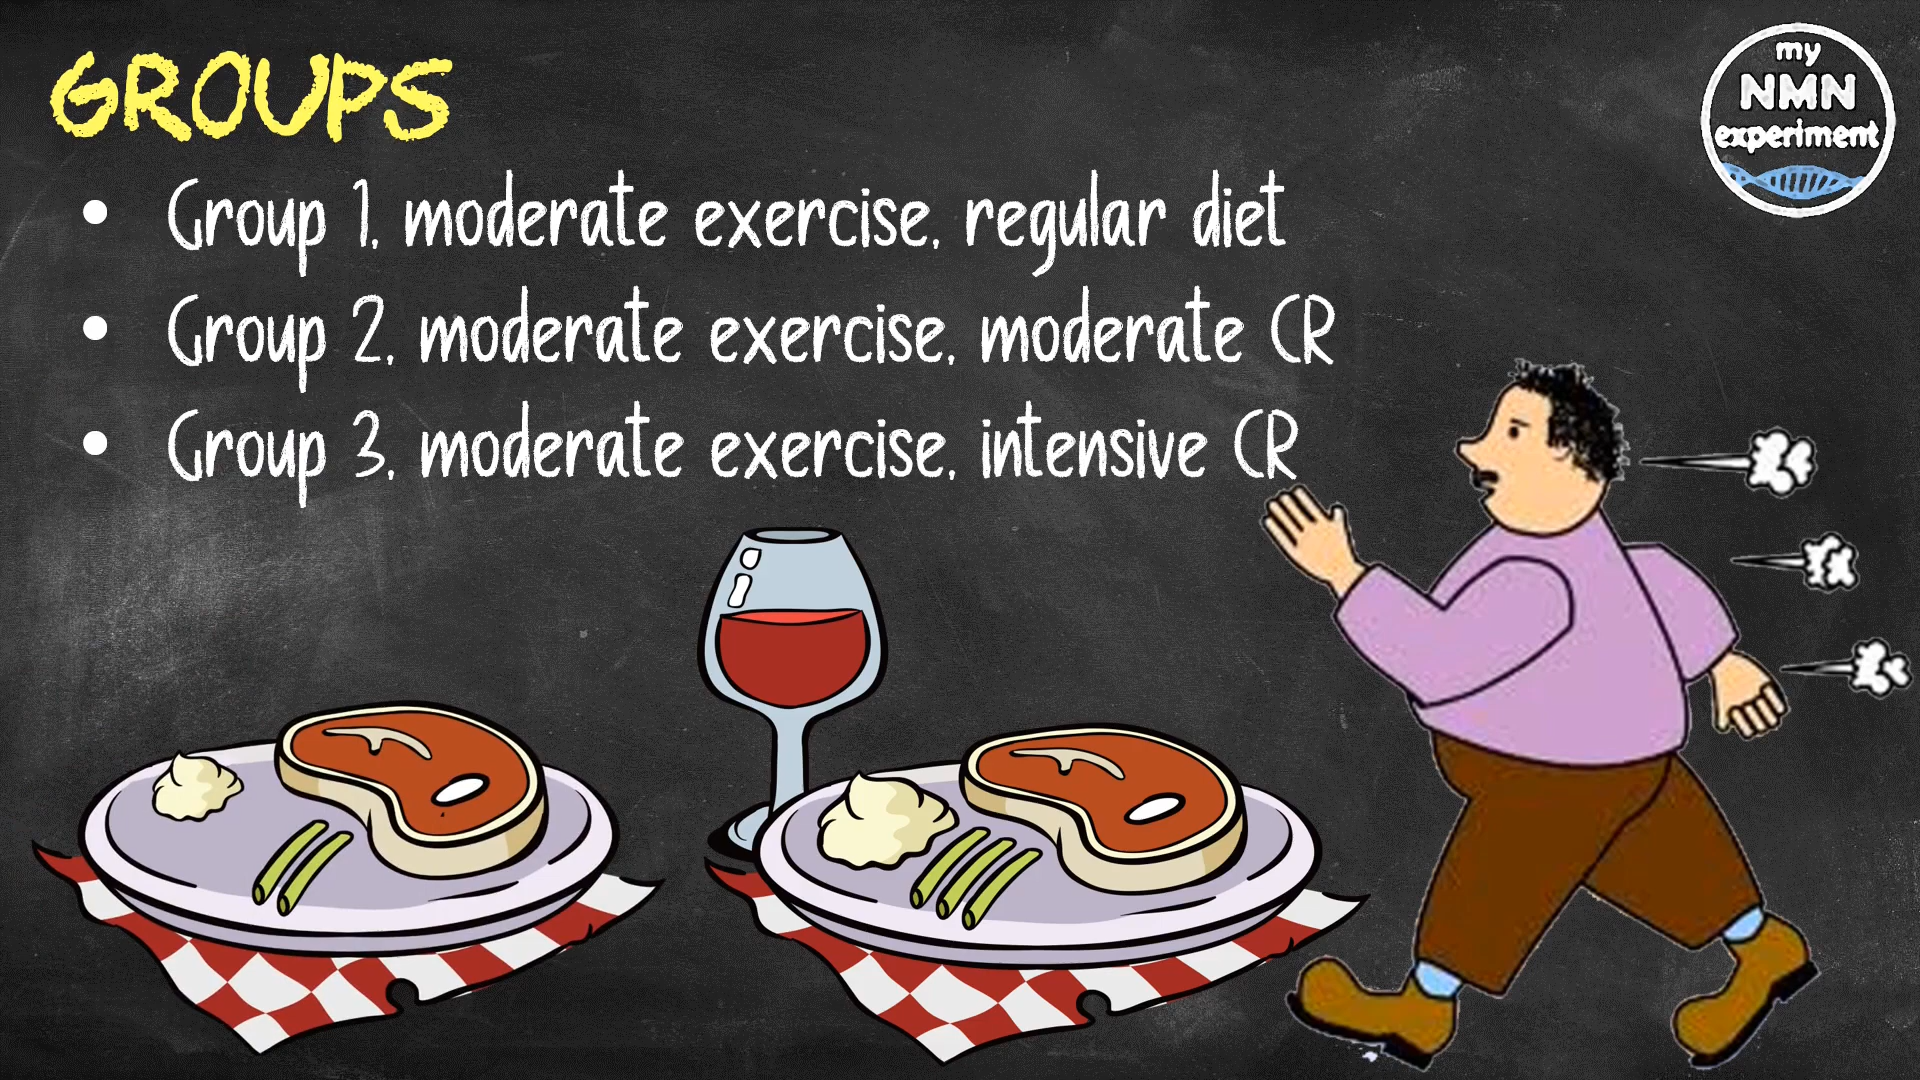 GROUPS
my
NMN
experiment
• Group 1, moderate exercise, regular diet
• Group 2, moderate exercise, moderate CR
• Group 3, moderate exercise, intensive CR